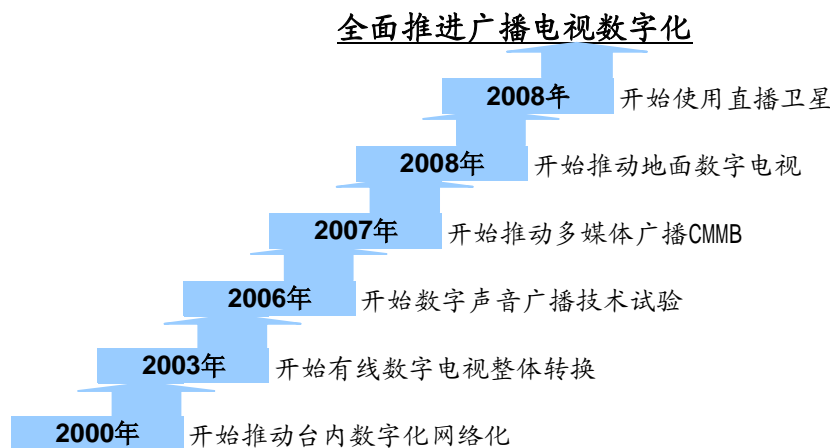 全面推进广播电视数字化
2008年 开始使用直播卫星
2008年 开始推动地面数字电视
2007年 开始推动多媒体广播CMMB
2006年 开始数字声音广播技术试验
2003年 开始有线数字电视整体转换
2000年 开始推动台内数字化网络化